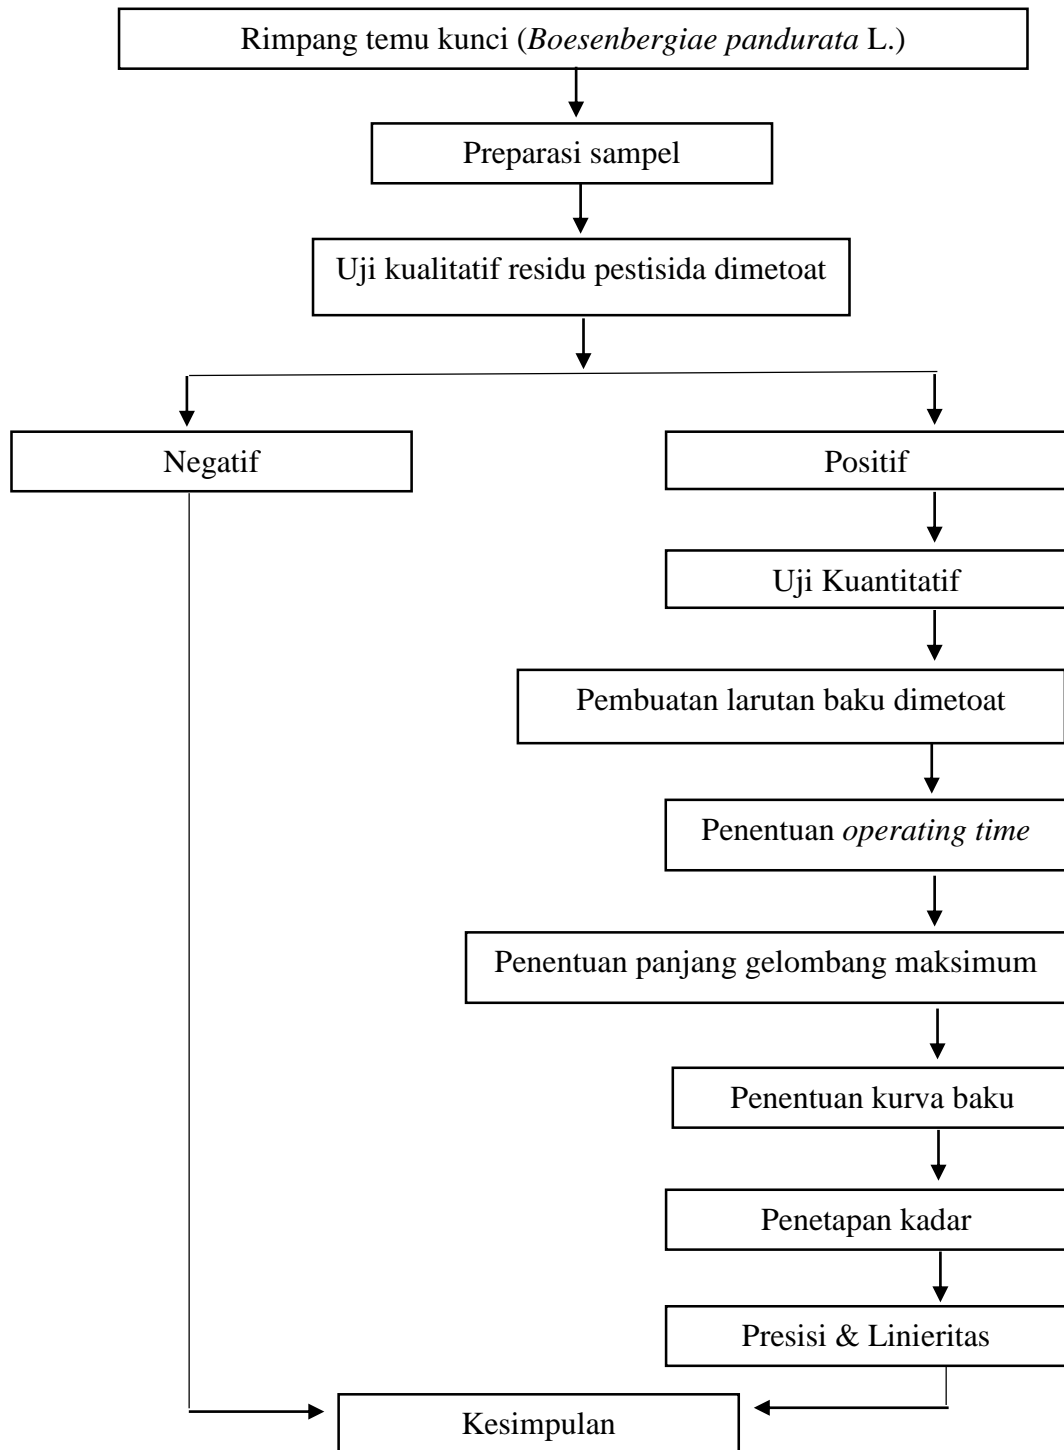 Rimpang temu kunci (Boesenbergiae pandurata L.)
Preparasi sampel
Uji kualitatif residu pestisida dimetoat
Negatif
Positif
Uji Kuantitatif
Pembuatan larutan baku dimetoat
Penentuan operating time
Penentuan panjang gelombang maksimum
Penentuan kurva baku
Penetapan kadar
Presisi & Linieritas
Kesimpulan